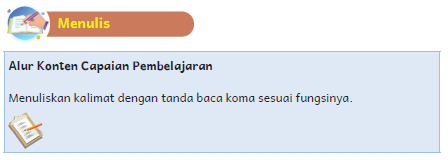 Menulis
Alur Konten Capaian Pembelajaran
Menuliskan kalimat dengan tanda baca koma sesuai fungsinya.